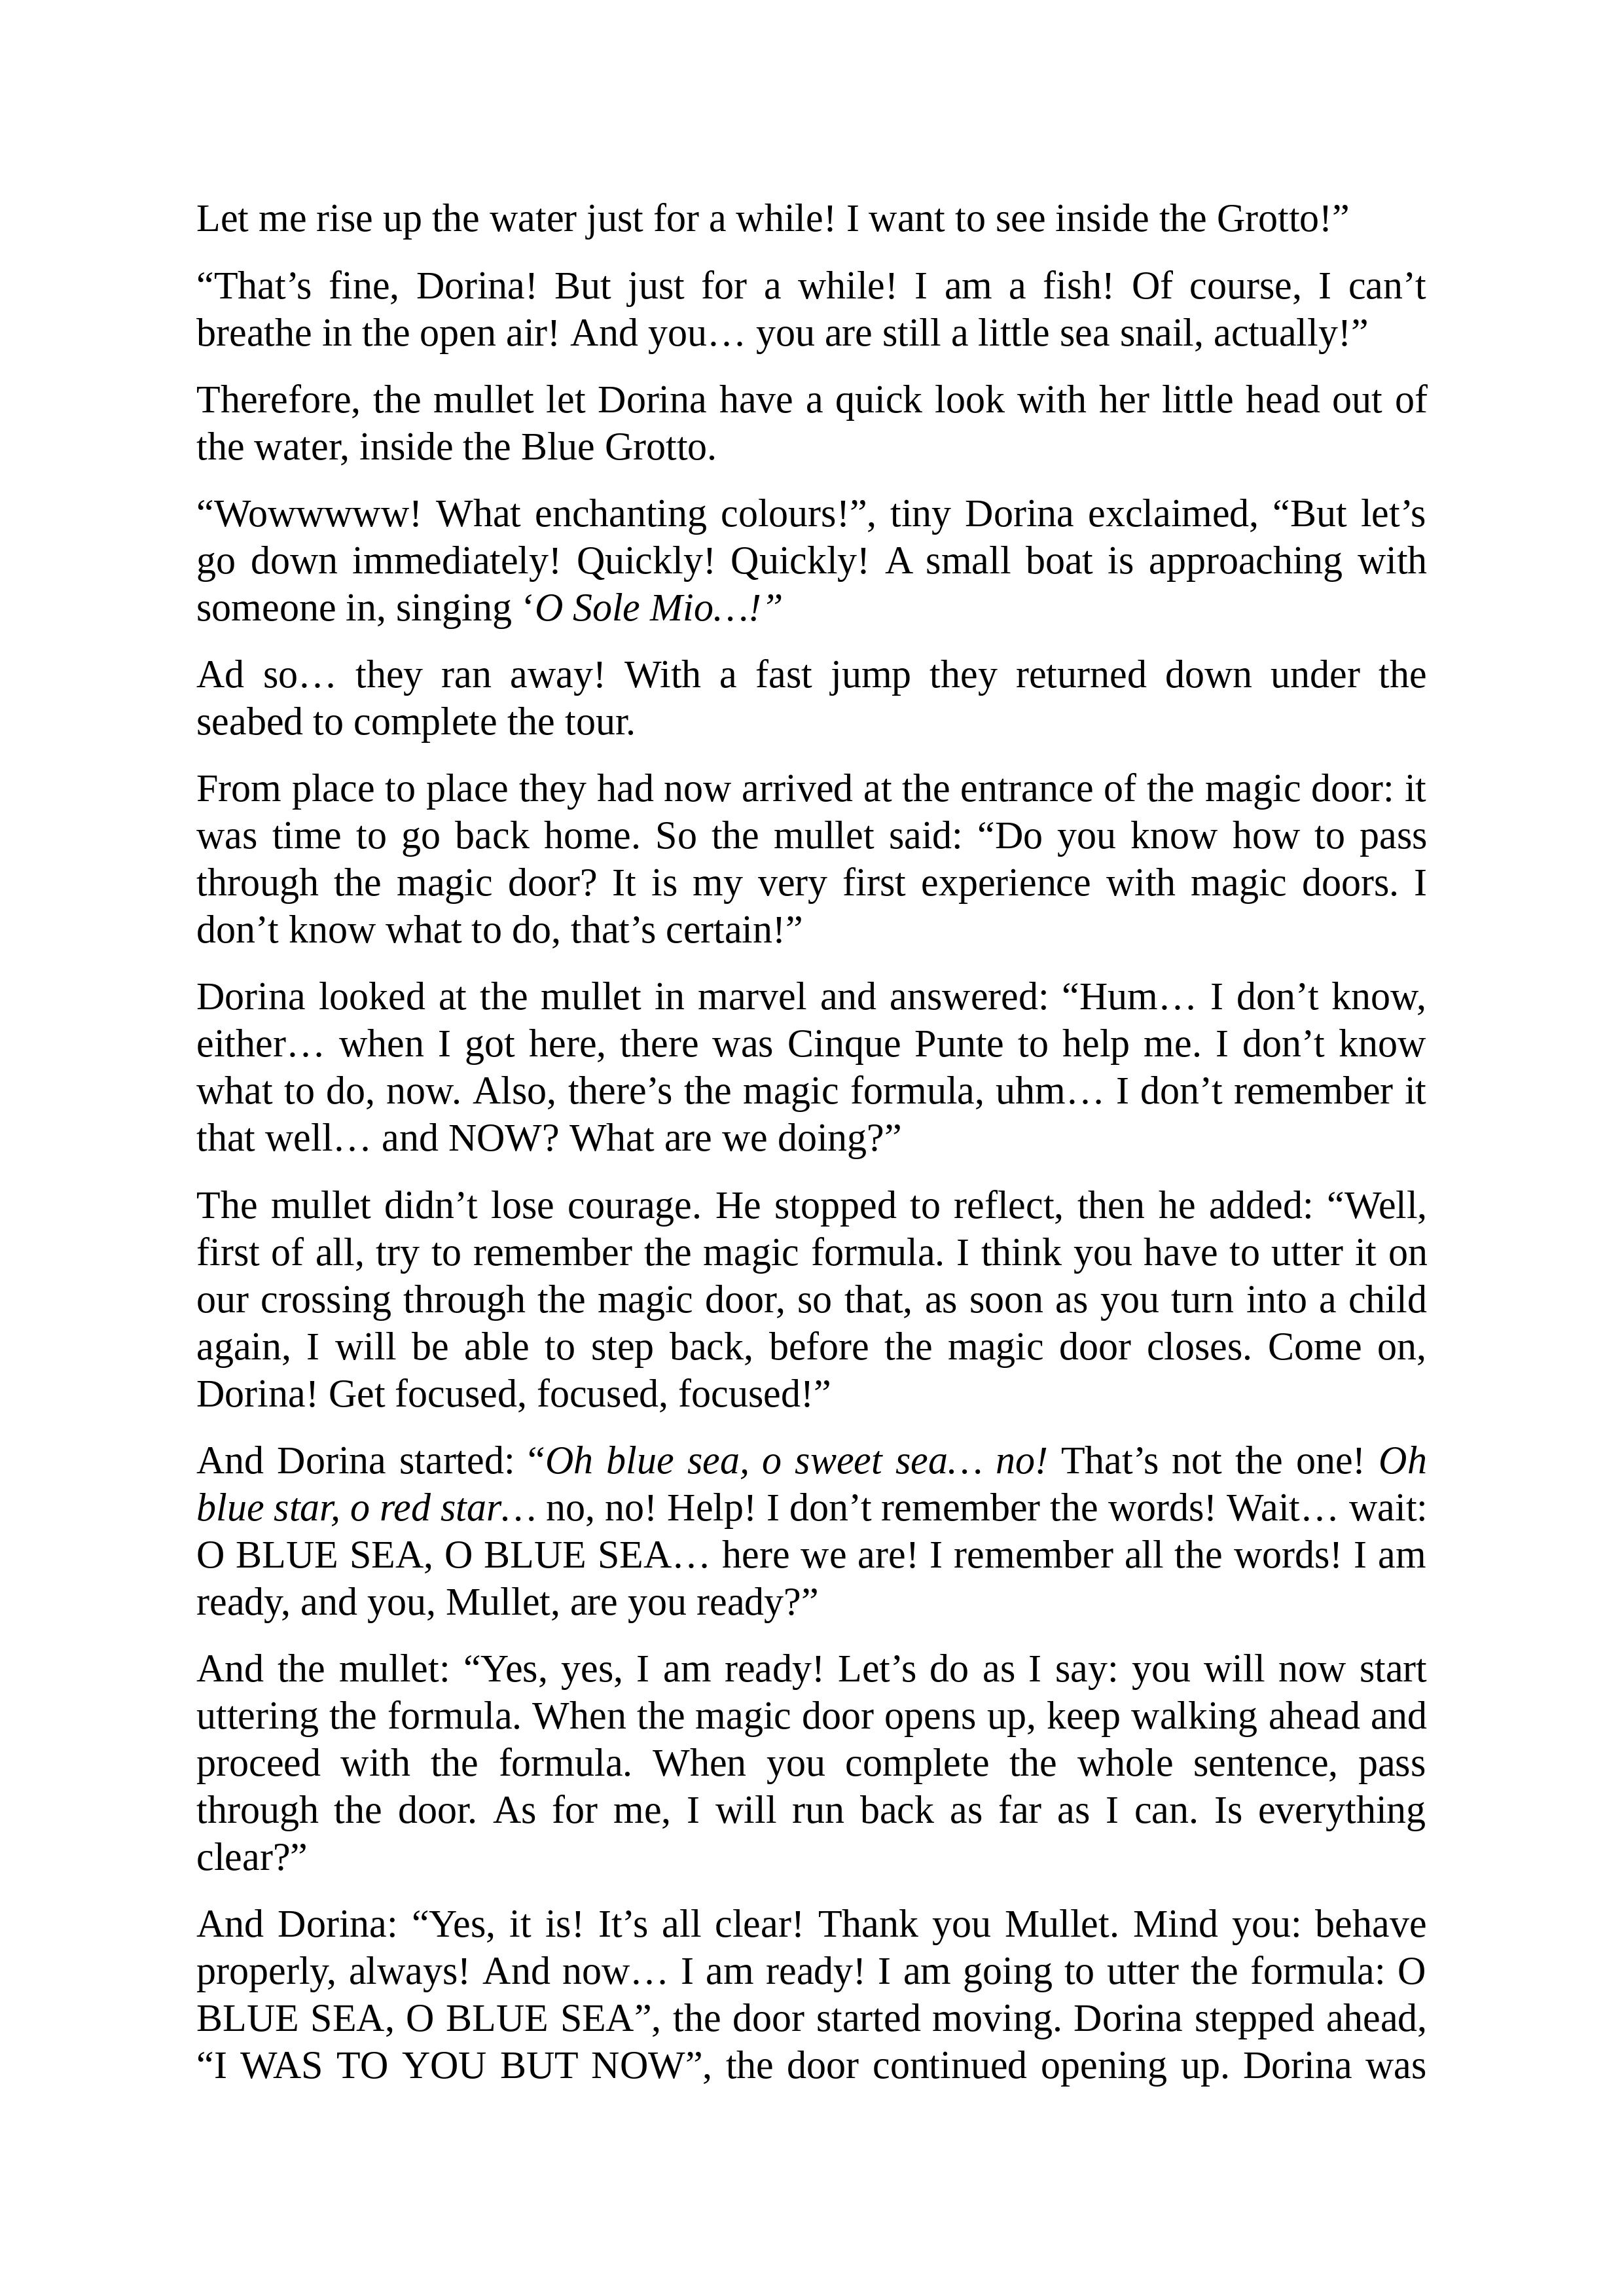 Let me rise up the water just for a while! I want to see inside the Grotto!”
“That’s fine, Dorina! But just for a while! I am a fish! Of course, I can’t
breathe in the open air! And you… you are still a little sea snail, actually!”
Therefore, the mullet let Dorina have a quick look with her little head out of
the water, inside the Blue Grotto.
“Wowwwww! What enchanting colours!”, tiny Dorina exclaimed, “But let’s
go down immediately! Quickly! Quickly! A small boat is approaching with
someone in, singing ‘O Sole Mio…!”
Ad so… they ran away! With a fast jump they returned down under the
seabed to complete the tour.
From place to place they had now arrived at the entrance of the magic door: it
was time to go back home. So the mullet said: “Do you know how to pass
through the magic door? It is my very first experience with magic doors. I
don’t know what to do, that’s certain!”
Dorina looked at the mullet in marvel and answered: “Hum… I don’t know,
either… when I got here, there was Cinque Punte to help me. I don’t know
what to do, now. Also, there’s the magic formula, uhm… I don’t remember it
that well… and NOW? What are we doing?”
The mullet didn’t lose courage. He stopped to reflect, then he added: “Well,
first of all, try to remember the magic formula. I think you have to utter it on
our crossing through the magic door, so that, as soon as you turn into a child
again, I will be able to step back, before the magic door closes. Come on,
Dorina! Get focused, focused, focused!”
And Dorina started: “Oh blue sea, o sweet sea… no! That’s not the one! Oh
blue star, o red star… no, no! Help! I don’t remember the words! Wait… wait:
O BLUE SEA, O BLUE SEA… here we are! I remember all the words! I am
ready, and you, Mullet, are you ready?”
And the mullet: “Yes, yes, I am ready! Let’s do as I say: you will now start
uttering the formula. When the magic door opens up, keep walking ahead and
proceed with the formula. When you complete the whole sentence, pass
through the door. As for me, I will run back as far as I can. Is everything
clear?”
And Dorina: “Yes, it is! It’s all clear! Thank you Mullet. Mind you: behave
properly, always! And now… I am ready! I am going to utter the formula: O
BLUE SEA, O BLUE SEA”, the door started moving. Dorina stepped ahead,
“I WAS TO YOU BUT NOW”, the door continued opening up. Dorina was